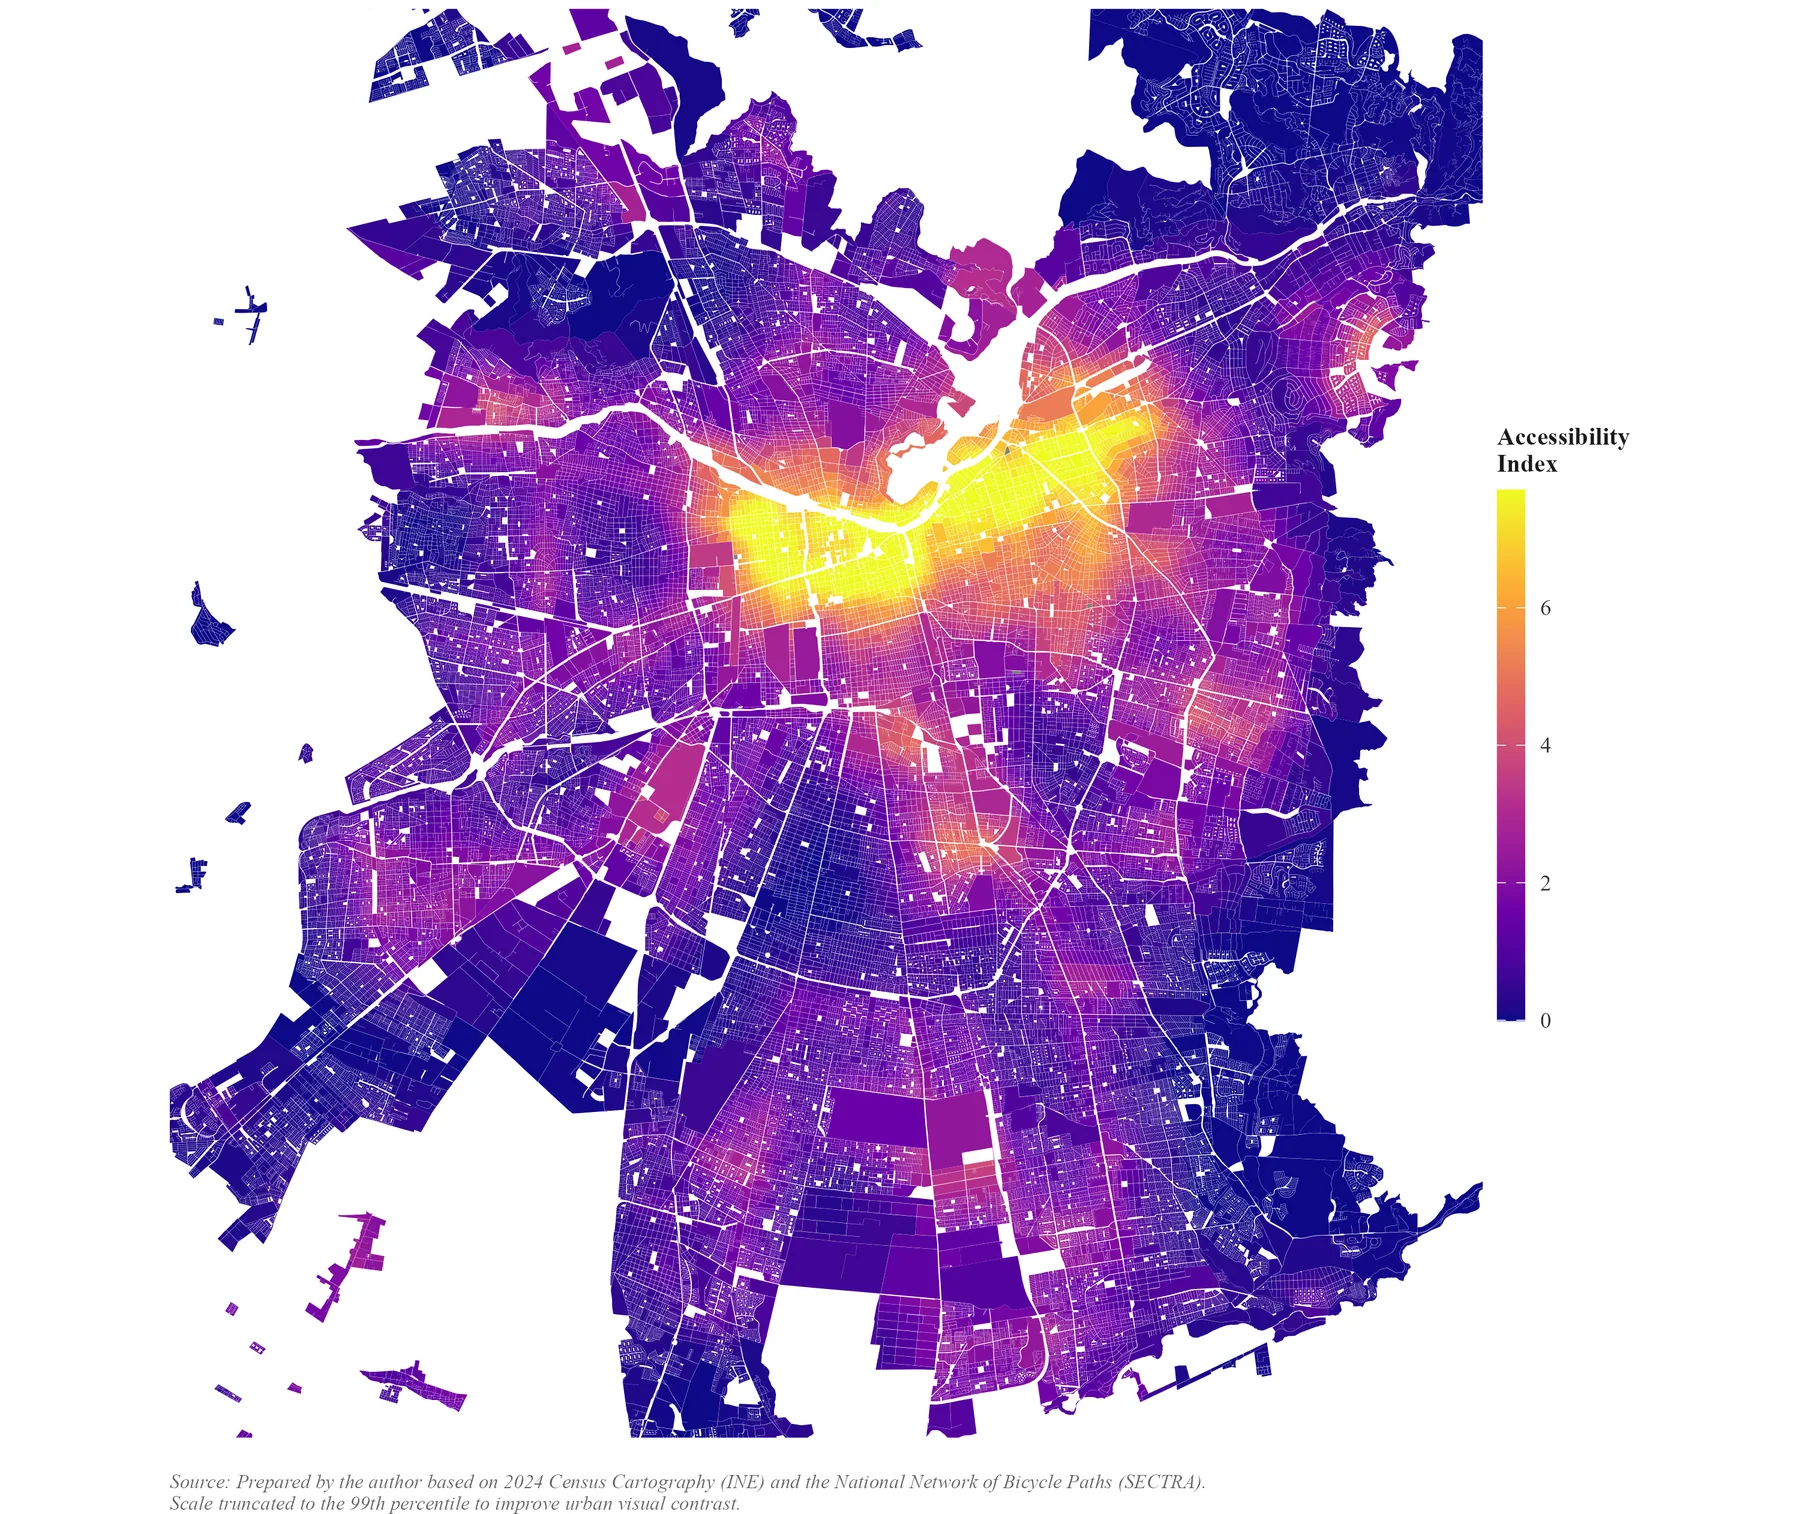 Accessibility
Index
6
4
2
0
Source: Prepared by the author based on 2024 Census Cartography (INE) and the National Network of Bicycle Paths (SECTRA).
Scale truncated to the 99th percentile to improve urban visual contrast.